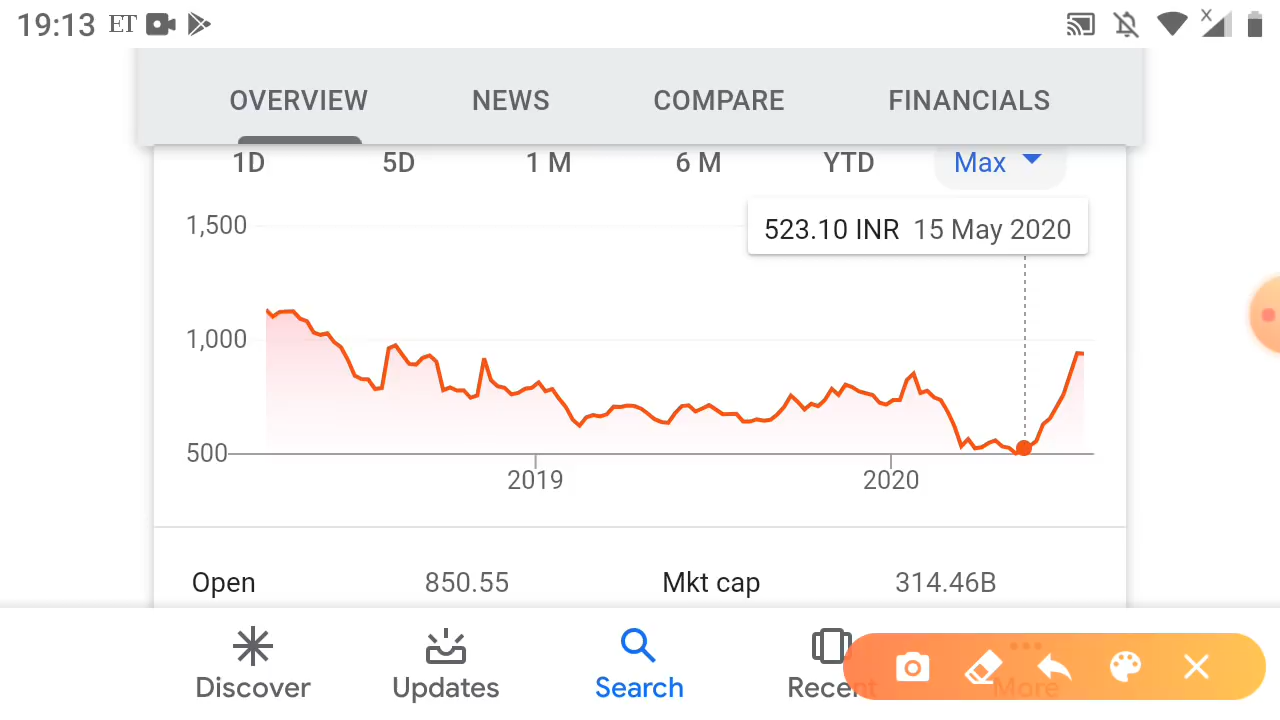 19:13 ET
X
OVERVIEW NEWS COMPARE FINANCIALS
1D 5D 1 M 6 M YTD Max
1,500
523.10 INR 15 May 2020
1,000
500
2019 2020
Open 850.55 Mkt cap 314.46B
Discover Updates Search Recent More